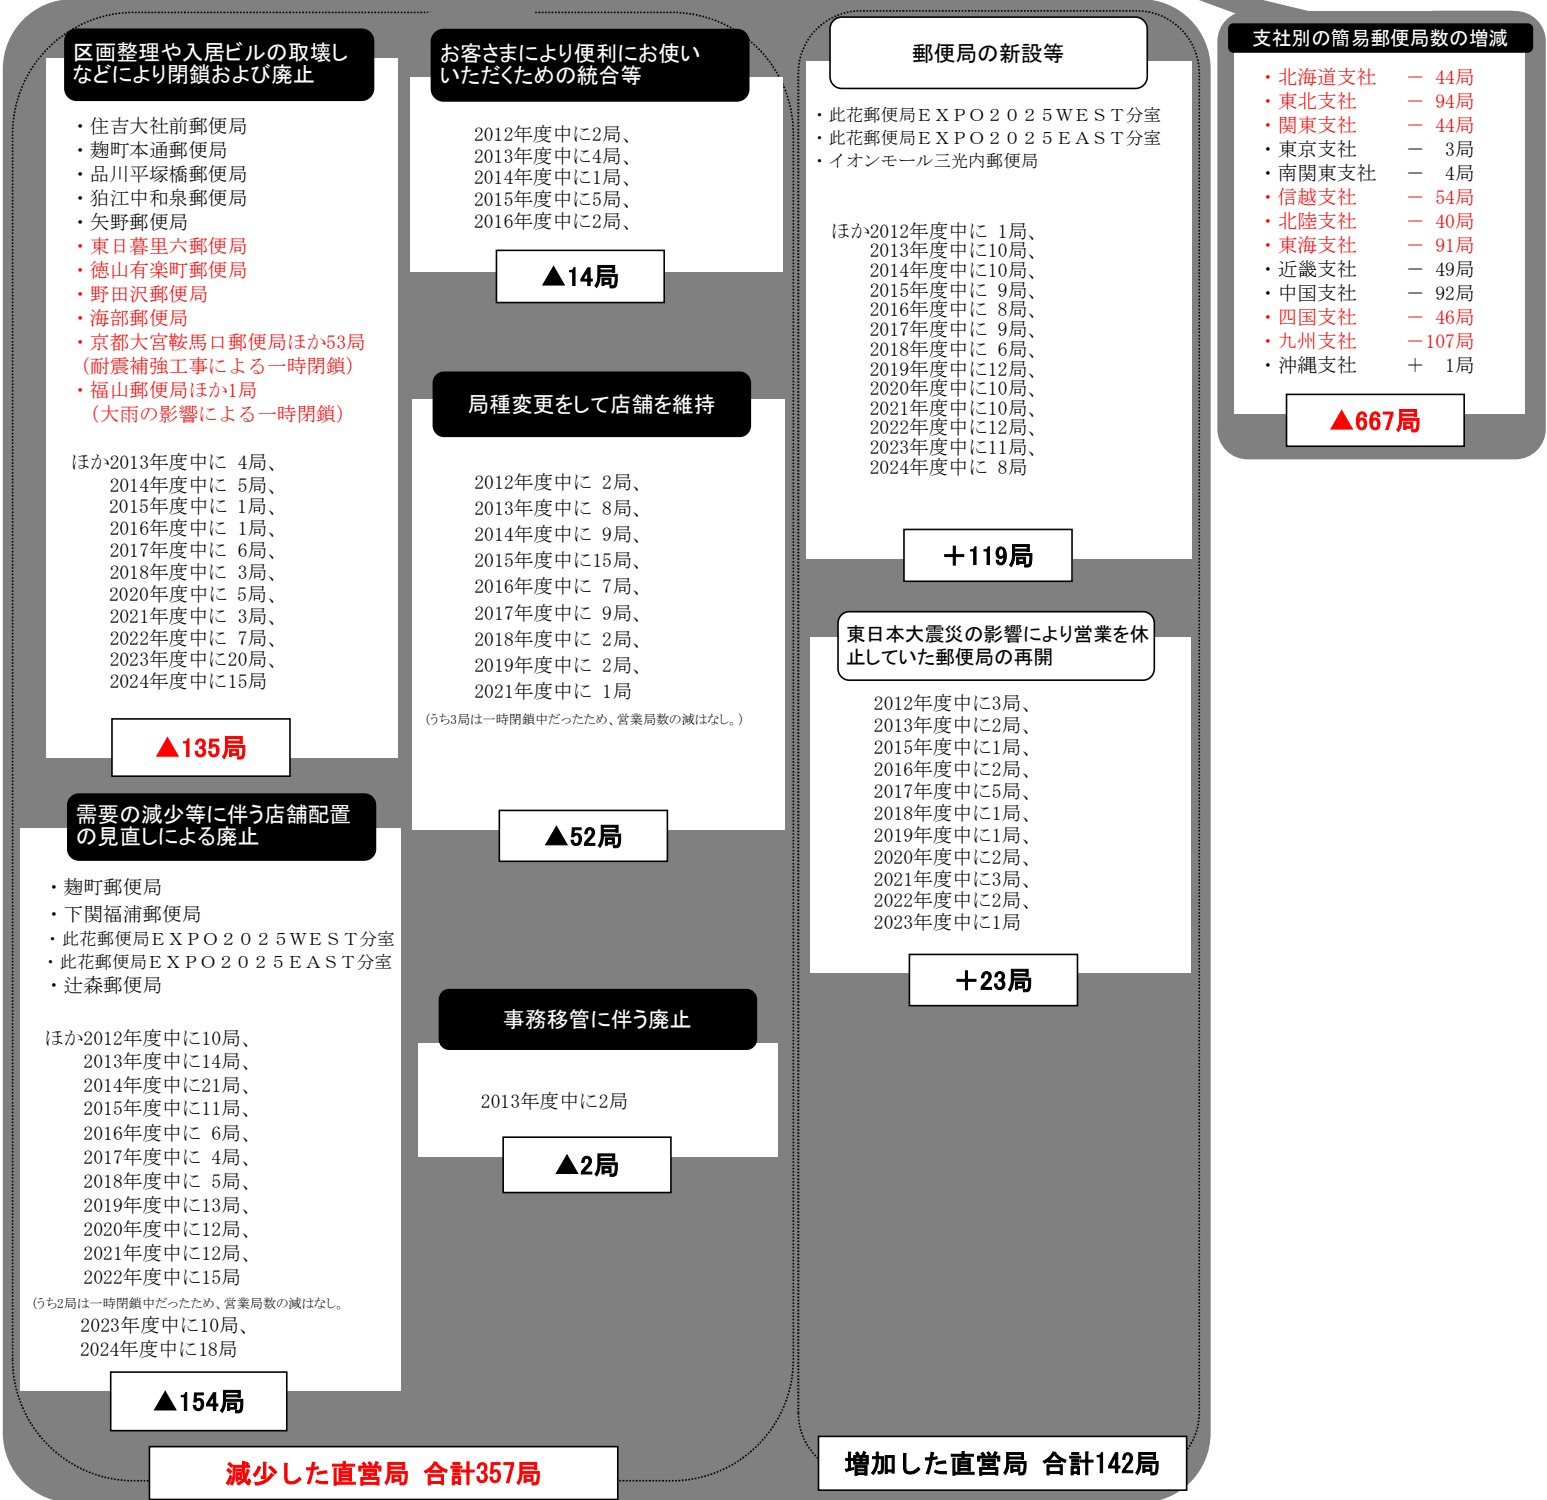 区画整理や入居ビルの取壊し
などにより閉鎖および廃止
・住吉大社前郵便局
・麹町本通郵便局
・品川平塚橋郵便局
・狛江中和泉郵便局
・矢野郵便局
・東日暮里六郵便局
・徳山有楽町郵便局
・野田沢郵便局
・海部郵便局
・京都大宮鞍馬口郵便局ほか53局
(耐震補強工事による一時閉鎖)
・福山郵便局ほか1局
(大雨の影響による一時閉鎖)
ほか2013年度中に 4局、
2014年度中に 5局、
2015年度中に 1局、
2016年度中に 1局、
2017年度中に 6局、
2018年度中に 3局、
2020年度中に 5局、
2021年度中に 3局、
2022年度中に 7局、
2023年度中に20局、
2024年度中に15局
▲135局
需要の減少等に伴う店舗配置
の見直しによる廃止
・麹町郵便局
・下関福浦郵便局
・此花郵便局ＥＸＰＯ２０２５ＷＥＳＴ分室
・此花郵便局ＥＸＰＯ２０２５ＥＡＳＴ分室
・辻森郵便局
ほか2012年度中に10局、
2013年度中に14局、
2014年度中に21局、
2015年度中に11局、
2016年度中に 6局、
2017年度中に 4局、
2018年度中に 5局、
2019年度中に13局、
2020年度中に12局、
2021年度中に12局、
2022年度中に15局
(うち2局は一時閉鎖中だったため、営業局数の減はなし。
2023年度中に10局、
2024年度中に18局
▲154局
お客さまにより便利にお使い
いただくための統合等
2012年度中に2局、
2013年度中に4局、
2014年度中に1局、
2015年度中に5局、
2016年度中に2局、
▲14局
局種変更をして店舗を維持
2012年度中に 2局、
2013年度中に 8局、
2014年度中に 9局、
2015年度中に15局、
2016年度中に 7局、
2017年度中に 9局、
2018年度中に 2局、
2019年度中に 2局、
2021年度中に 1局
(うち3局は一時閉鎖中だったため、営業局数の減はなし。)
▲52局
事務移管に伴う廃止
2013年度中に2局
▲2局
減少した直営局 合計357局
郵便局の新設等
・此花郵便局ＥＸＰＯ２０２５ＷＥＳＴ分室
・此花郵便局ＥＸＰＯ２０２５ＥＡＳＴ分室
・イオンモール三光内郵便局
ほか2012年度中に 1局、
2013年度中に10局、
2014年度中に10局、
2015年度中に 9局、
2016年度中に 8局、
2017年度中に 9局、
2018年度中に 6局、
2019年度中に12局、
2020年度中に10局、
2021年度中に10局、
2022年度中に12局、
2023年度中に11局、
2024年度中に 8局
＋119局
東日本大震災の影響により営業を休
止していた郵便局の再開
2012年度中に3局、
2013年度中に2局、
2015年度中に1局、
2016年度中に2局、
2017年度中に5局、
2018年度中に1局、
2019年度中に1局、
2020年度中に2局、
2021年度中に3局、
2022年度中に2局、
2023年度中に1局
＋23局
増加した直営局 合計142局
支社別の簡易郵便局数の増減
・北海道支社 － 44局
・東北支社 － 94局
・関東支社 － 44局
・東京支社 － 3局
・南関東支社 － 4局
・信越支社 － 54局
・北陸支社 － 40局
・東海支社 － 91局
・近畿支社 － 49局
・中国支社 － 92局
・四国支社 － 46局
・九州支社 －107局
・沖縄支社 ＋ 1局
▲667局